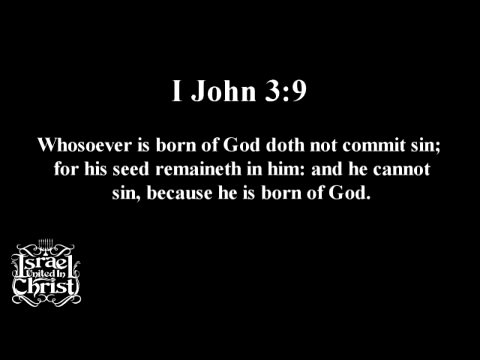 I John 3:9
Whosoever is born of God doth not commit sin;
for his seed remaineth in him: and he cannot
sin, because he is born of God.
Israel
United In
Christ